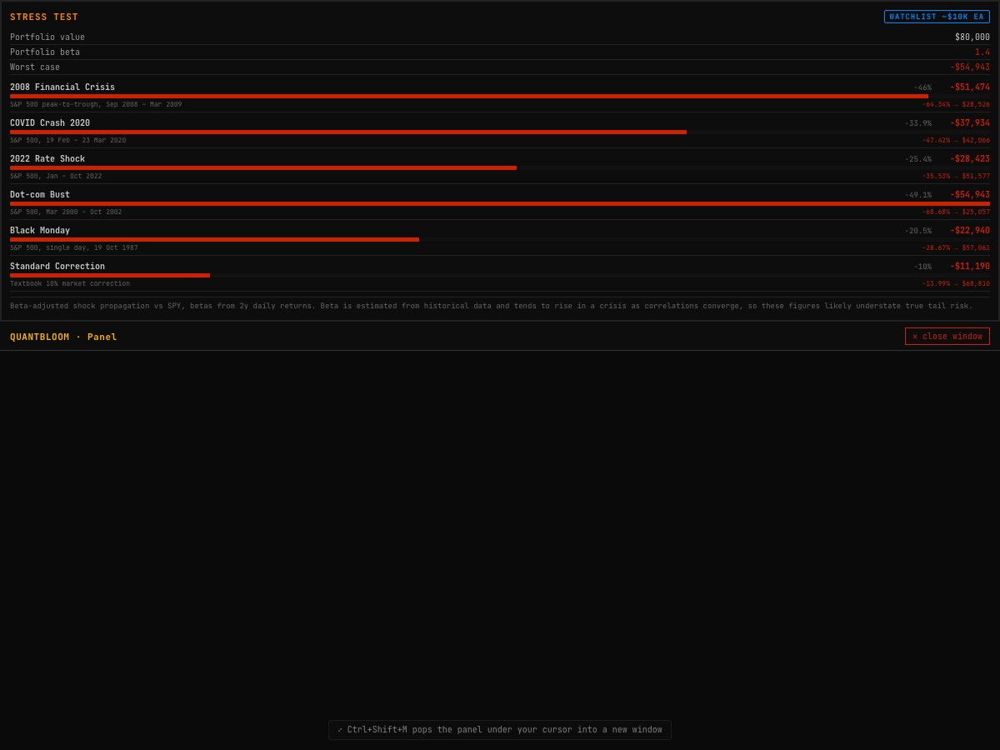 STRESS TEST
WATCHLIST ~$10K EA
Portfolio value $80,000
Portfolio beta 1.4
Worst case -$54,943
2008 Financial Crisis -46% -$51,474
S&P 500 peak-to-trough, Sep 2008 – Mar 2009 -64.34% → $28,526
COVID Crash 2020 -33.9% -$37,934
S&P 500, 19 Feb – 23 Mar 2020 -47.42% → $42,066
2022 Rate Shock -25.4% -$28,423
S&P 500, Jan – Oct 2022 -35.53% → $51,577
Dot-com Bust -49.1% -$54,943
S&P 500, Mar 2000 – Oct 2002 -68.68% → $25,057
Black Monday -20.5% -$22,940
S&P 500, single day, 19 Oct 1987 -28.67% → $57,061
Standard Correction -10% -$11,190
Textbook 10% market correction -13.99% → $68,810
Beta-adjusted shock propagation vs SPY, betas from 2y daily returns. Beta is estimated from historical data and tends to rise in a crisis as correlations converge, so these figures likely understate true tail risk.
QUANTBLOOM · Panel
× close window
⤢ Ctrl+Shift+M pops the panel under your cursor into a new window